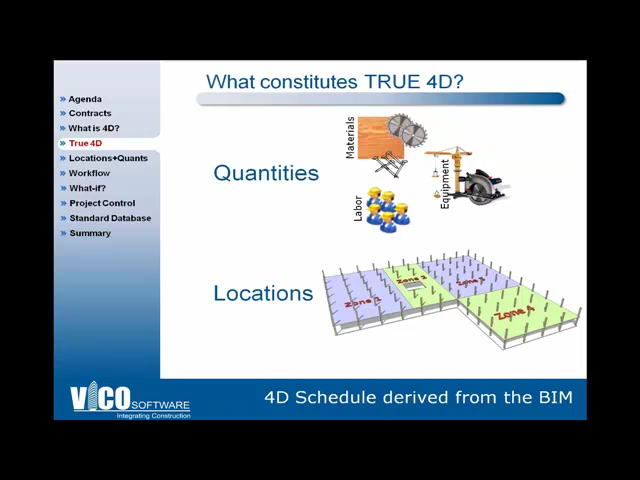 What constitutes TRUE 4D?
Agenda
Contracts
What is 4D?
True 4D
Locations+Quants
Workflow
What-if?
Project Control
Standard Database
Summary
Quantities
Materials
Labor
Equipment
Locations
Zone 1
Zone 2
Zone 3
Zone 4
VICO SOFTWARE
Integrating Construction
4D Schedule derived from the BIM